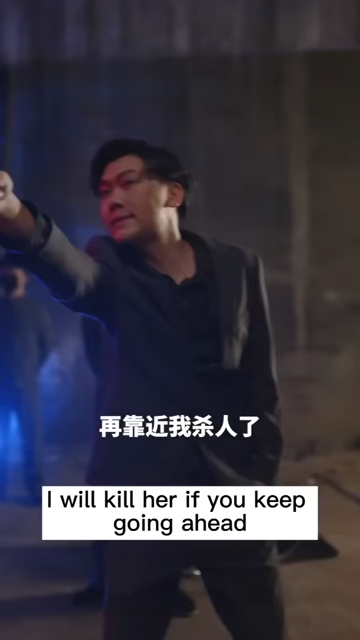 再靠近我杀人了
I will kill her if you keep
going ahead